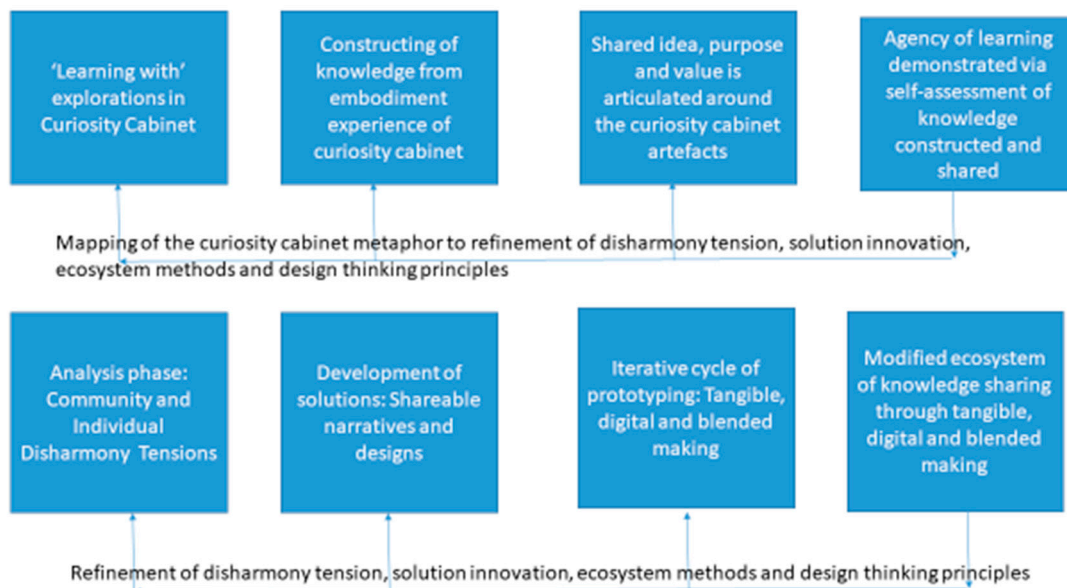 'Learning with'
explorations in
Curiosity Cabinet
Constructing of
knowledge from
embodiment
experience of
curiosity cabinet
Shared idea, purpose
and value is
articulated around
the curiosity cabinet
artefacts
Agency of learning
demonstrated via
self-assessment of
knowledge
constructed and
shared
Mapping of the curiosity cabinet metaphor to refinement of disharmony tension, solution innovation,
ecosystem methods and design thinking principles
Analysis phase:
Community and
Individual
Disharmony Tensions
Development of
solutions: Shareable
narratives and
designs
Iterative cycle of
prototyping: Tangible,
digital and blended
making
Modified ecosystem
of knowledge sharing
through tangible,
digital and blended
making
Refinement of disharmony tension, solution innovation, ecosystem methods and design thinking principles